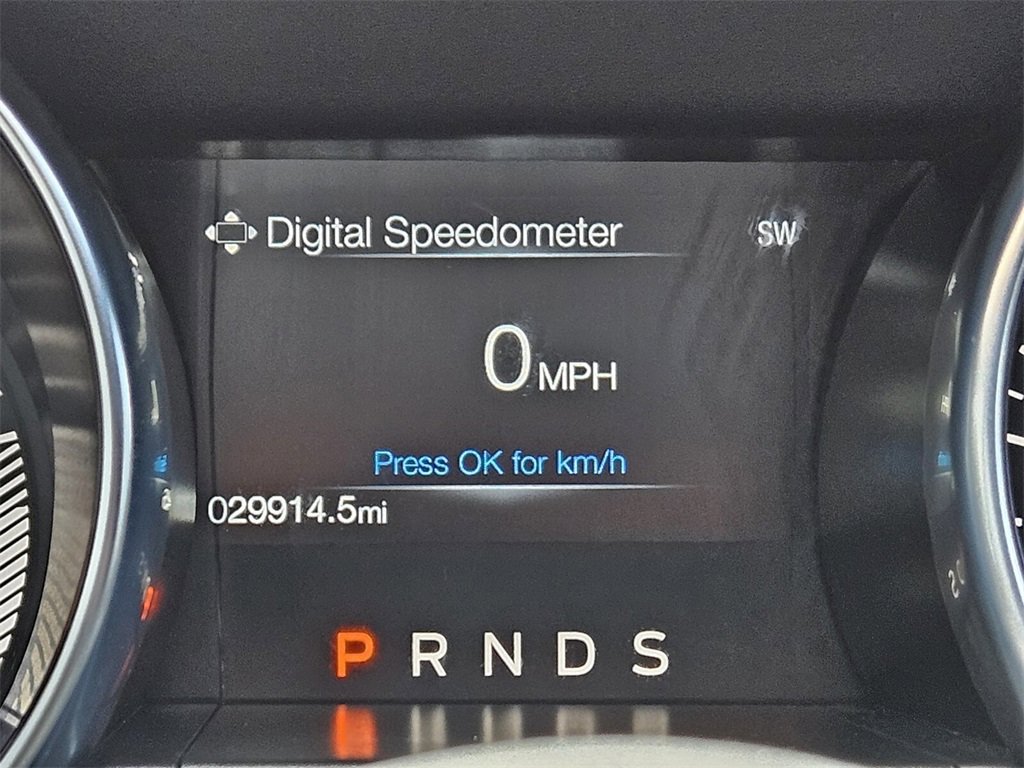 Digital Speedometer SW
0 MPH
Press OK for km/h
029914.5mi
P R N D S